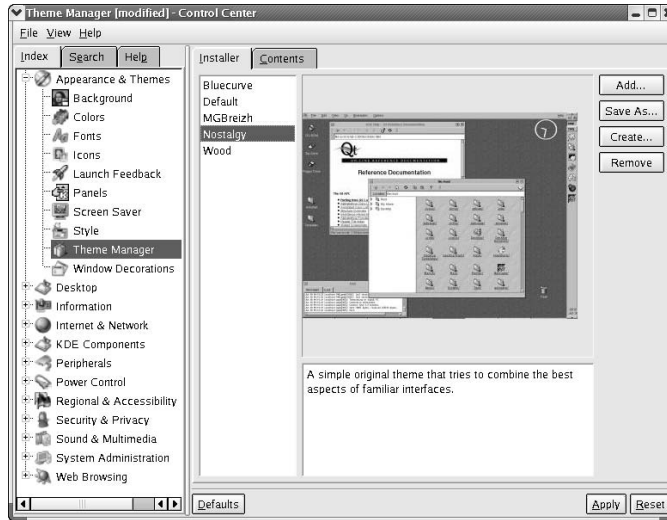 Theme Manager [modified] - Control Center
File View Help
Index Search Help
Appearance & Themes
Background
Colors
Fonts
Icons
Launch Feedback
Panels
Screen Saver
Style
Theme Manager
Window Decorations
Desktop
Information
Internet & Network
KDE Components
Peripherals
Power Control
Regional & Accessibility
Security & Privacy
Sound & Multimedia
System Administration
Web Browsing
Installer Contents
Bluecurve
Default
MGBreizh
Nostalgy
Wood
Qt
Reference Documentation
Add...
Save As...
Create...
Remove
A simple original theme that tries to combine the best
aspects of familiar interfaces.
Defaults
Apply Reset